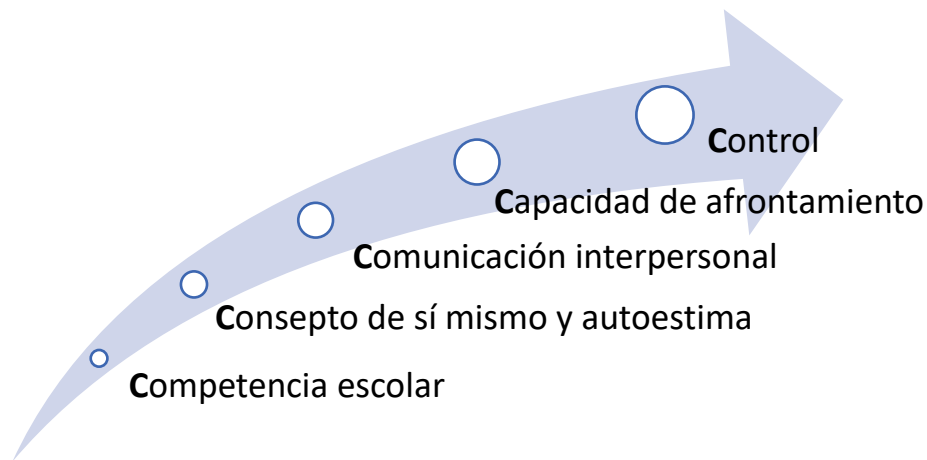 Control
Capacidad de afrontamiento
Comunicación interpersonal
Consepto de sí mismo y autoestima
Competencia escolar